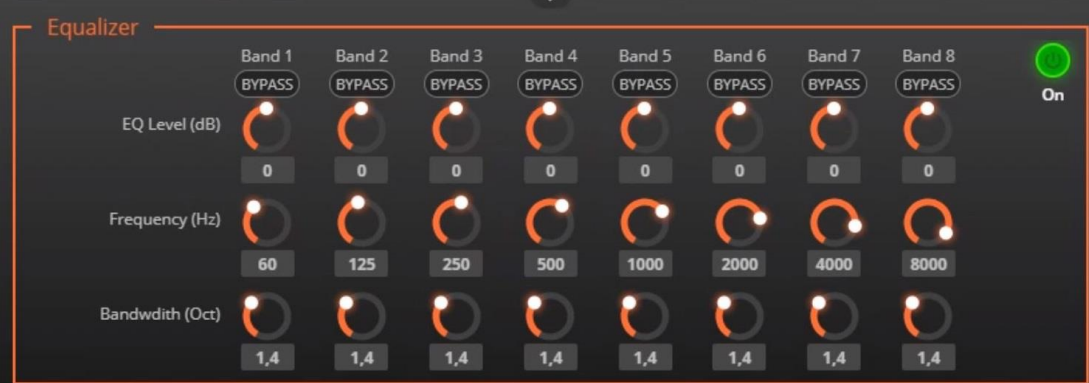 Equalizer
Band 1 Band 2 Band 3 Band 4 Band 5 Band 6 Band 7 Band 8
BYPASS BYPASS BYPASS BYPASS BYPASS BYPASS BYPASS BYPASS
On
EQ Level (dB)
0 0 0 0 0 0 0 0
Frequency (Hz)
60 125 250 500 1000 2000 4000 8000
Bandwdith (Oct)
1,4 1,4 1,4 1,4 1,4 1,4 1,4 1,4